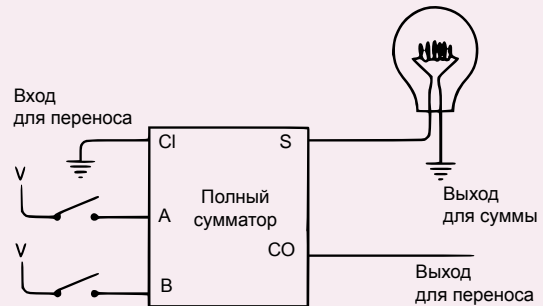 Вход
для переноса
CI
S
V
Полный
сумматор
A
Выход
для суммы
V
CO
B
Выход
для переноса